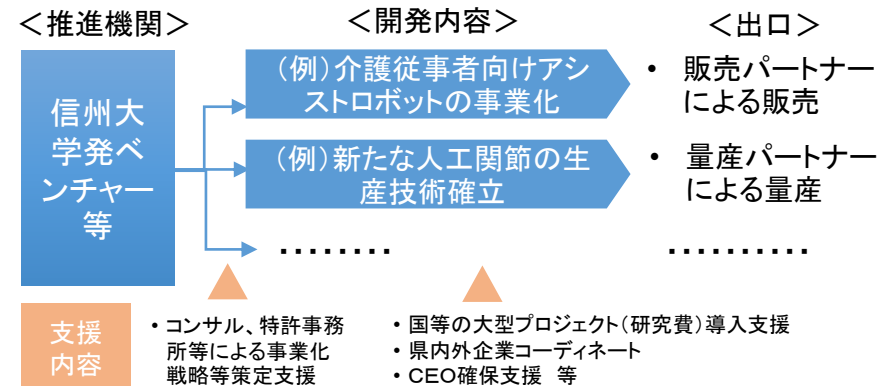 ＜推進機関＞
＜開発内容＞
＜出口＞
信州大
学発ベ
ンチャー
等
（例）介護従事者向けアシ
ストロボットの事業化
・ 販売パートナー
による販売
（例）新たな人工関節の生
産技術確立
・ 量産パートナー
による量産
‥‥‥‥
‥‥‥‥‥
支援
内容
・コンサル、特許事務
所等による事業化
戦略等策定支援
・国等の大型プロジェクト（研究費）導入支援
・県内外企業コーディネート
・CEO確保支援　等